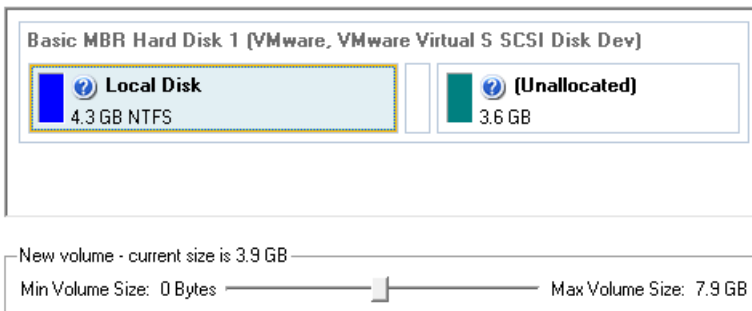 Basic MBR Hard Disk 1 (VMware, VMware Virtual S SCSI Disk Dev)
? Local Disk
4.3 GB NTFS
? (Unallocated)
3.6 GB
New volume - current size is 3.9 GB
Min Volume Size: 0 Bytes
Max Volume Size: 7.9 GB